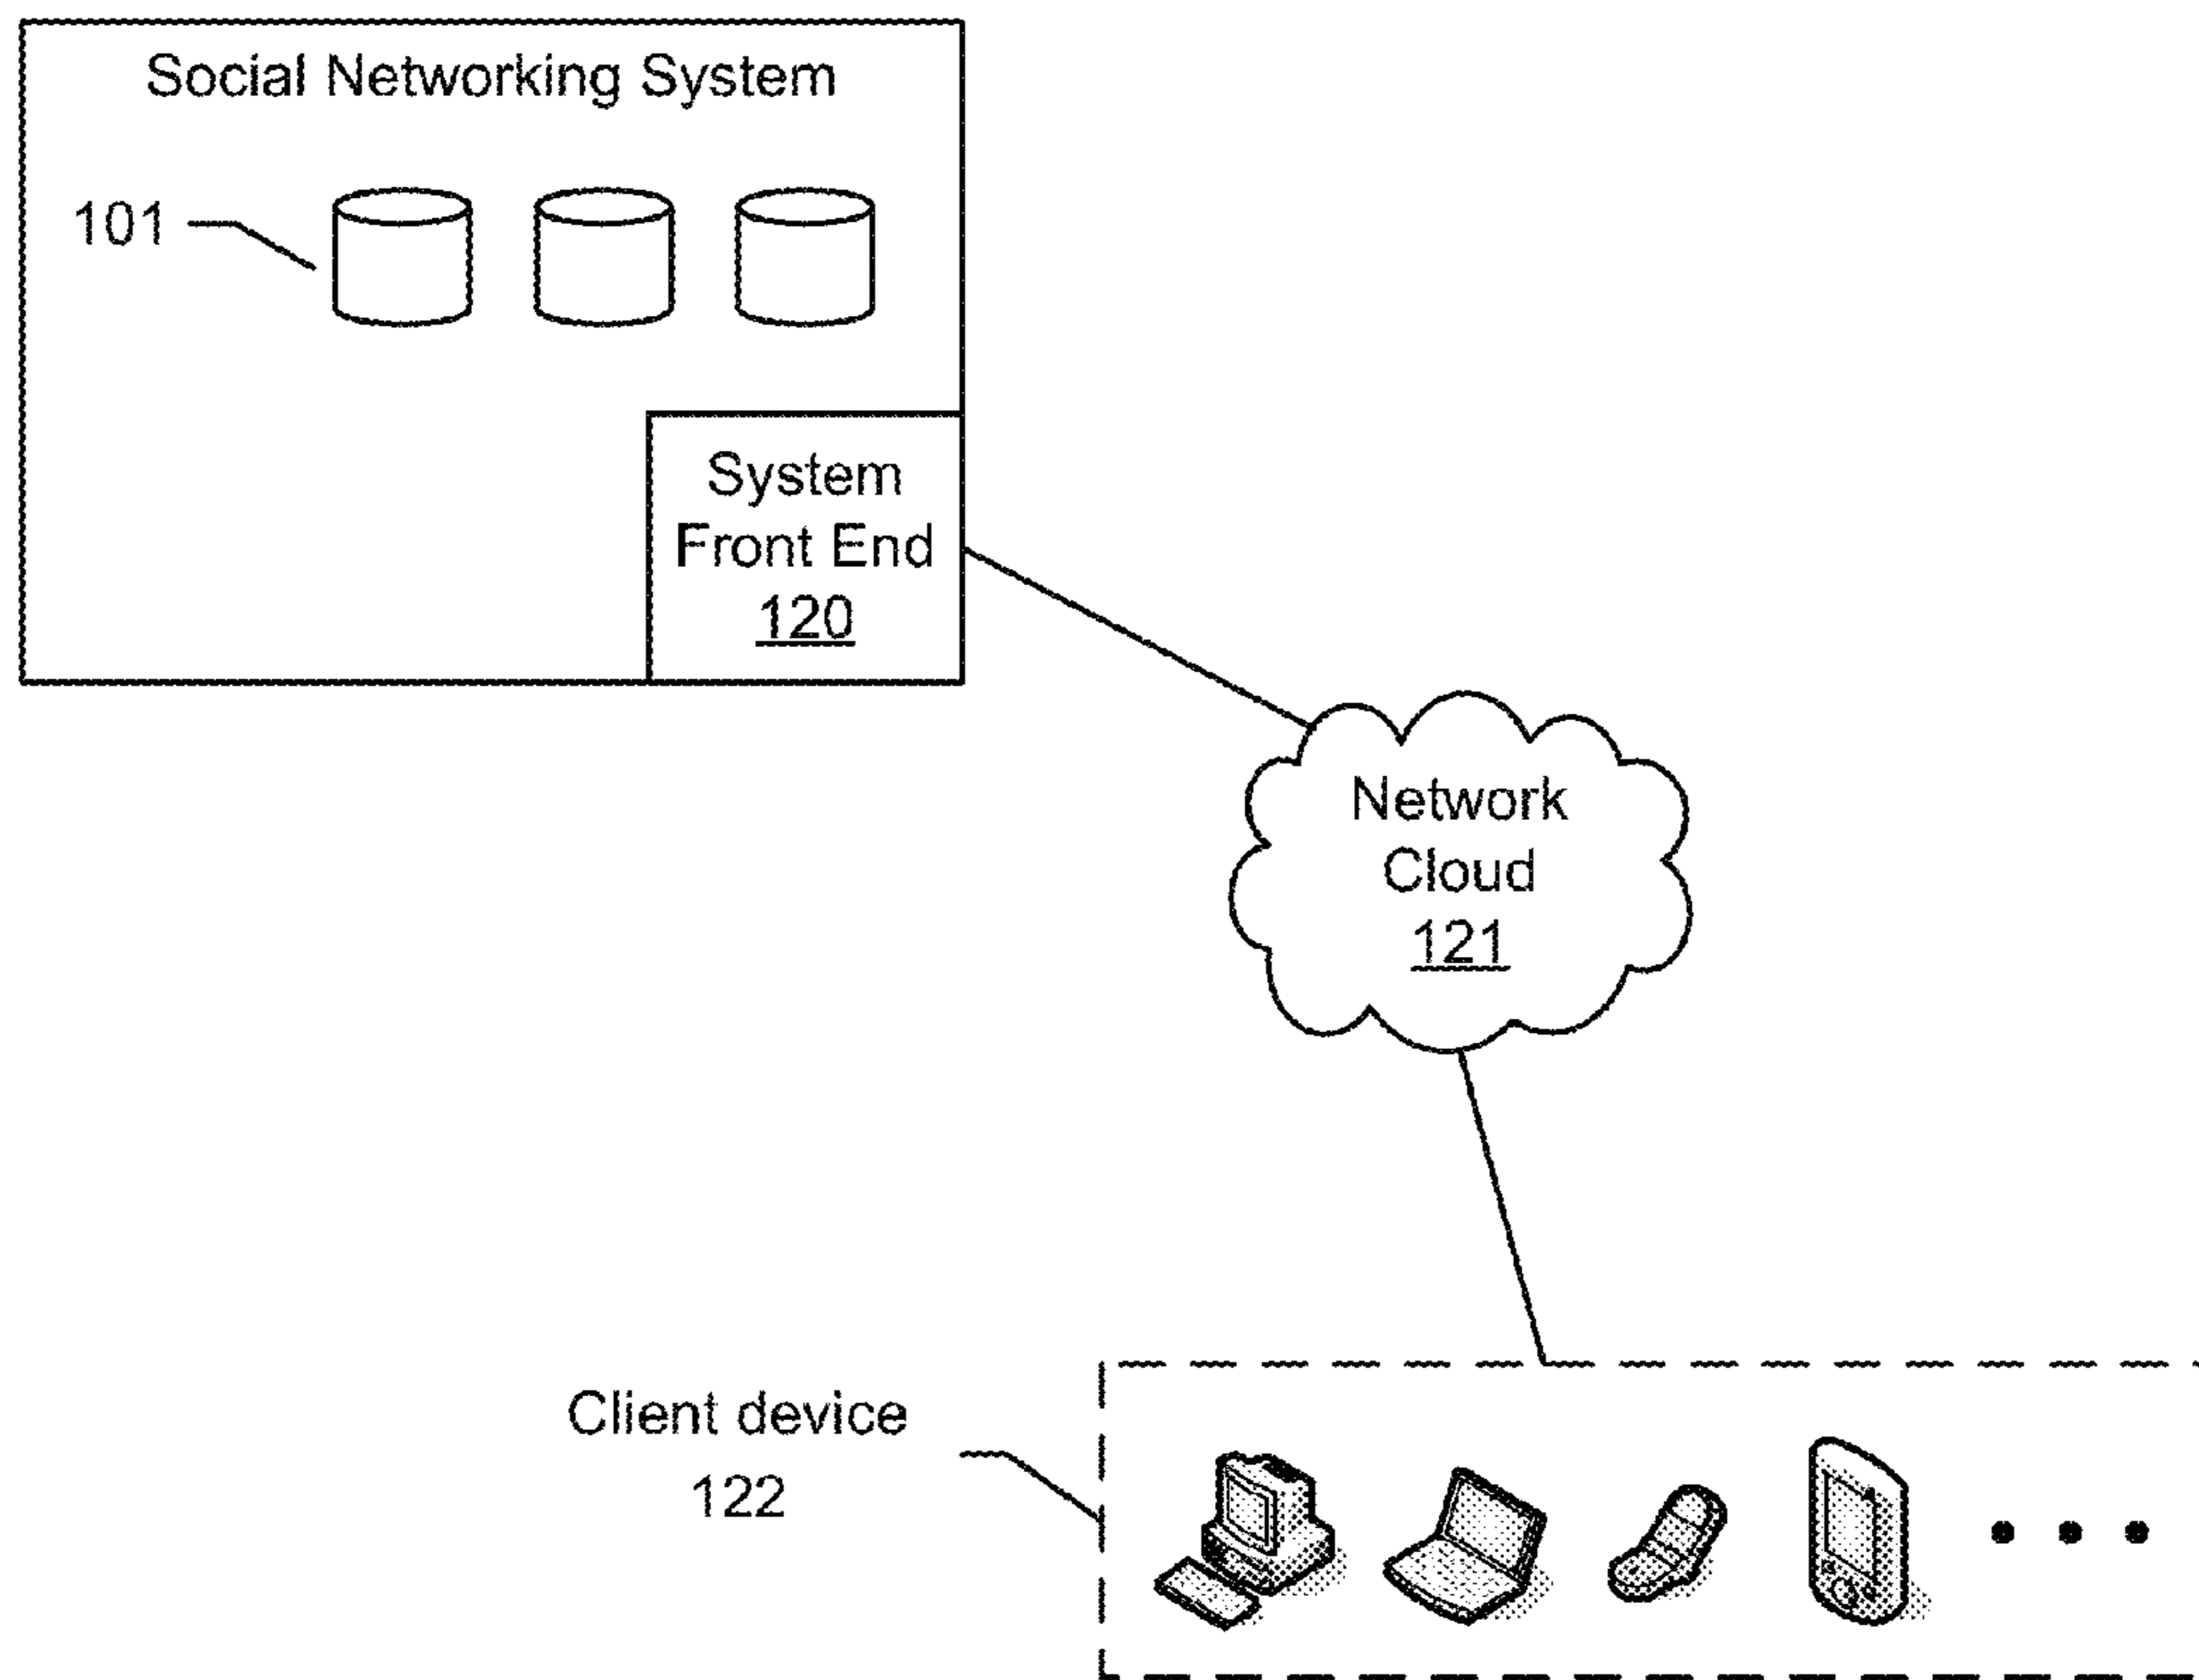 Social Networking System
101
System
Front End
120
Network
Cloud
121
Client device
122